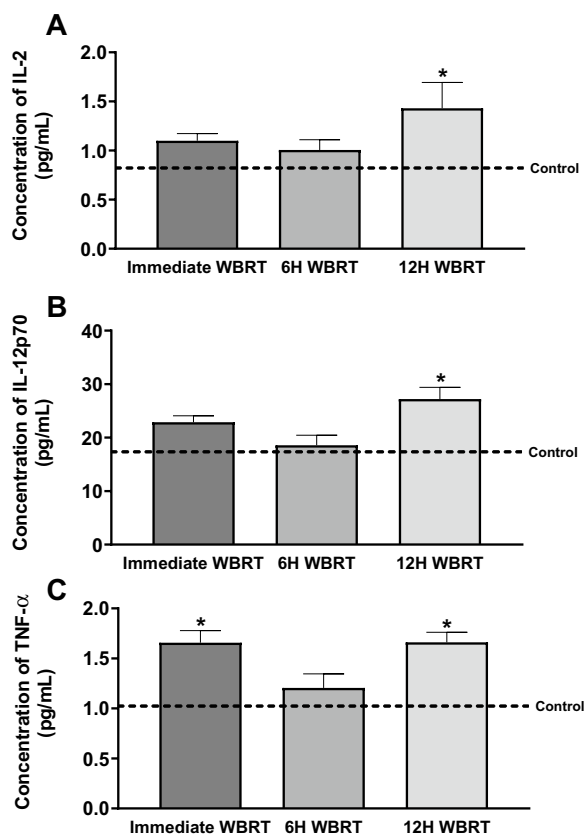 A
Concentration of IL-2
(pg/mL)
2.0
1.5
1.0
0.5
0.0
*
Control
Immediate WBRT 6H WBRT 12H WBRT
B
Concentration of IL-12p70
(pg/mL)
40
30
20
10
0
*
Control
Immediate WBRT 6H WBRT 12H WBRT
C
Concentration of TNF-α
(pg/mL)
2.0
1.5
1.0
0.5
0.0
* *
Control
Immediate WBRT 6H WBRT 12H WBRT